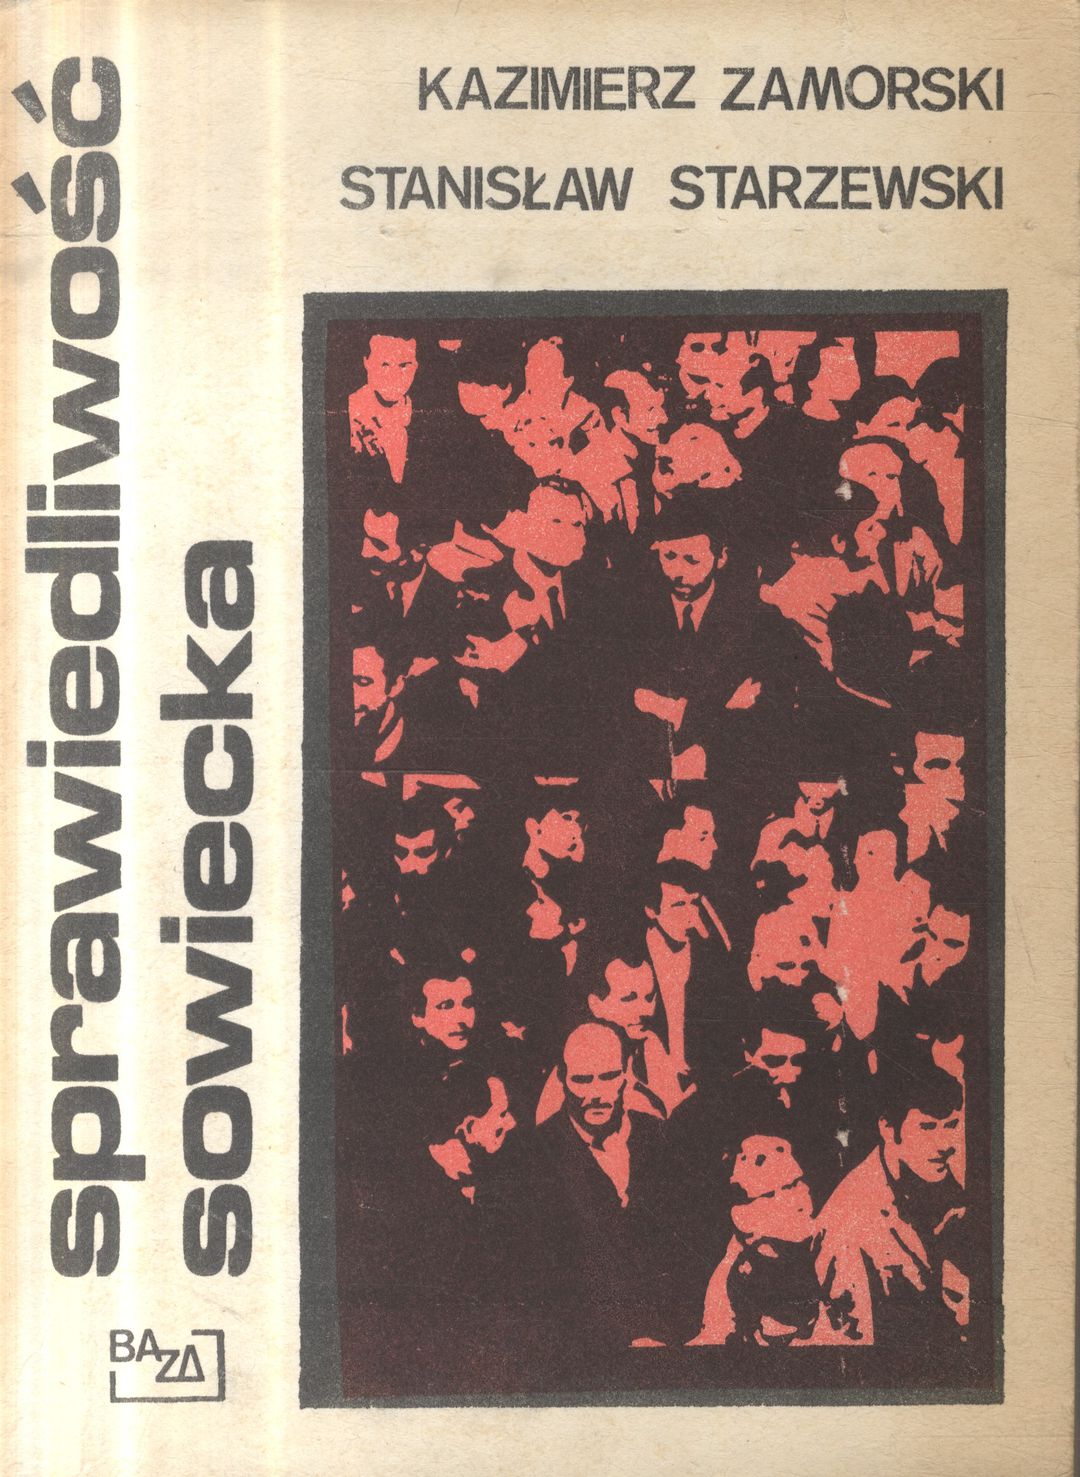 KAZIMIERZ ZAMORSKI
STANISŁAW STARZEWSKI
sprawiedliwość
sowiecka
BAZA